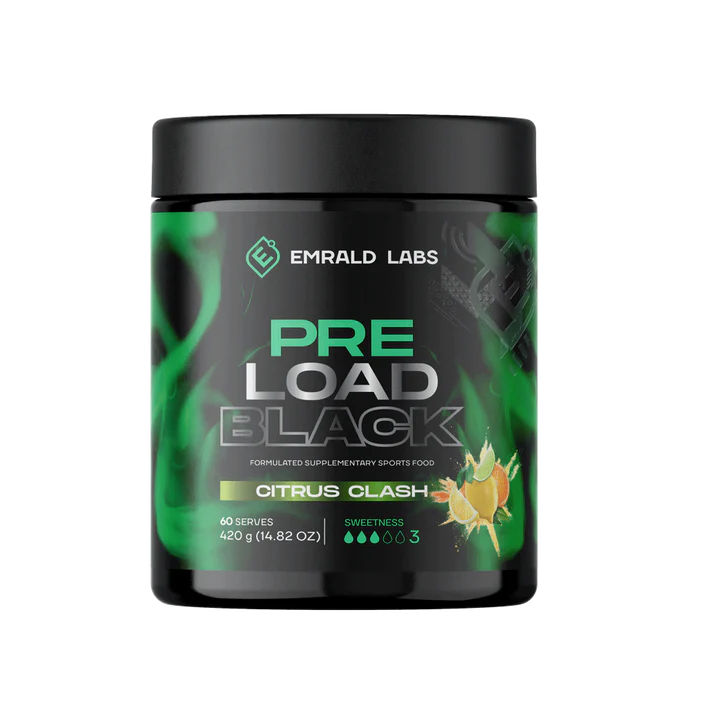 EMRALD LABS
PRE
LOAD
BLACK
FORMULATED SUPPLEMENTARY SPORTS FOOD
CITRUS CLASH
60 SERVES
420 g (14.82 OZ)
SWEETNESS
3